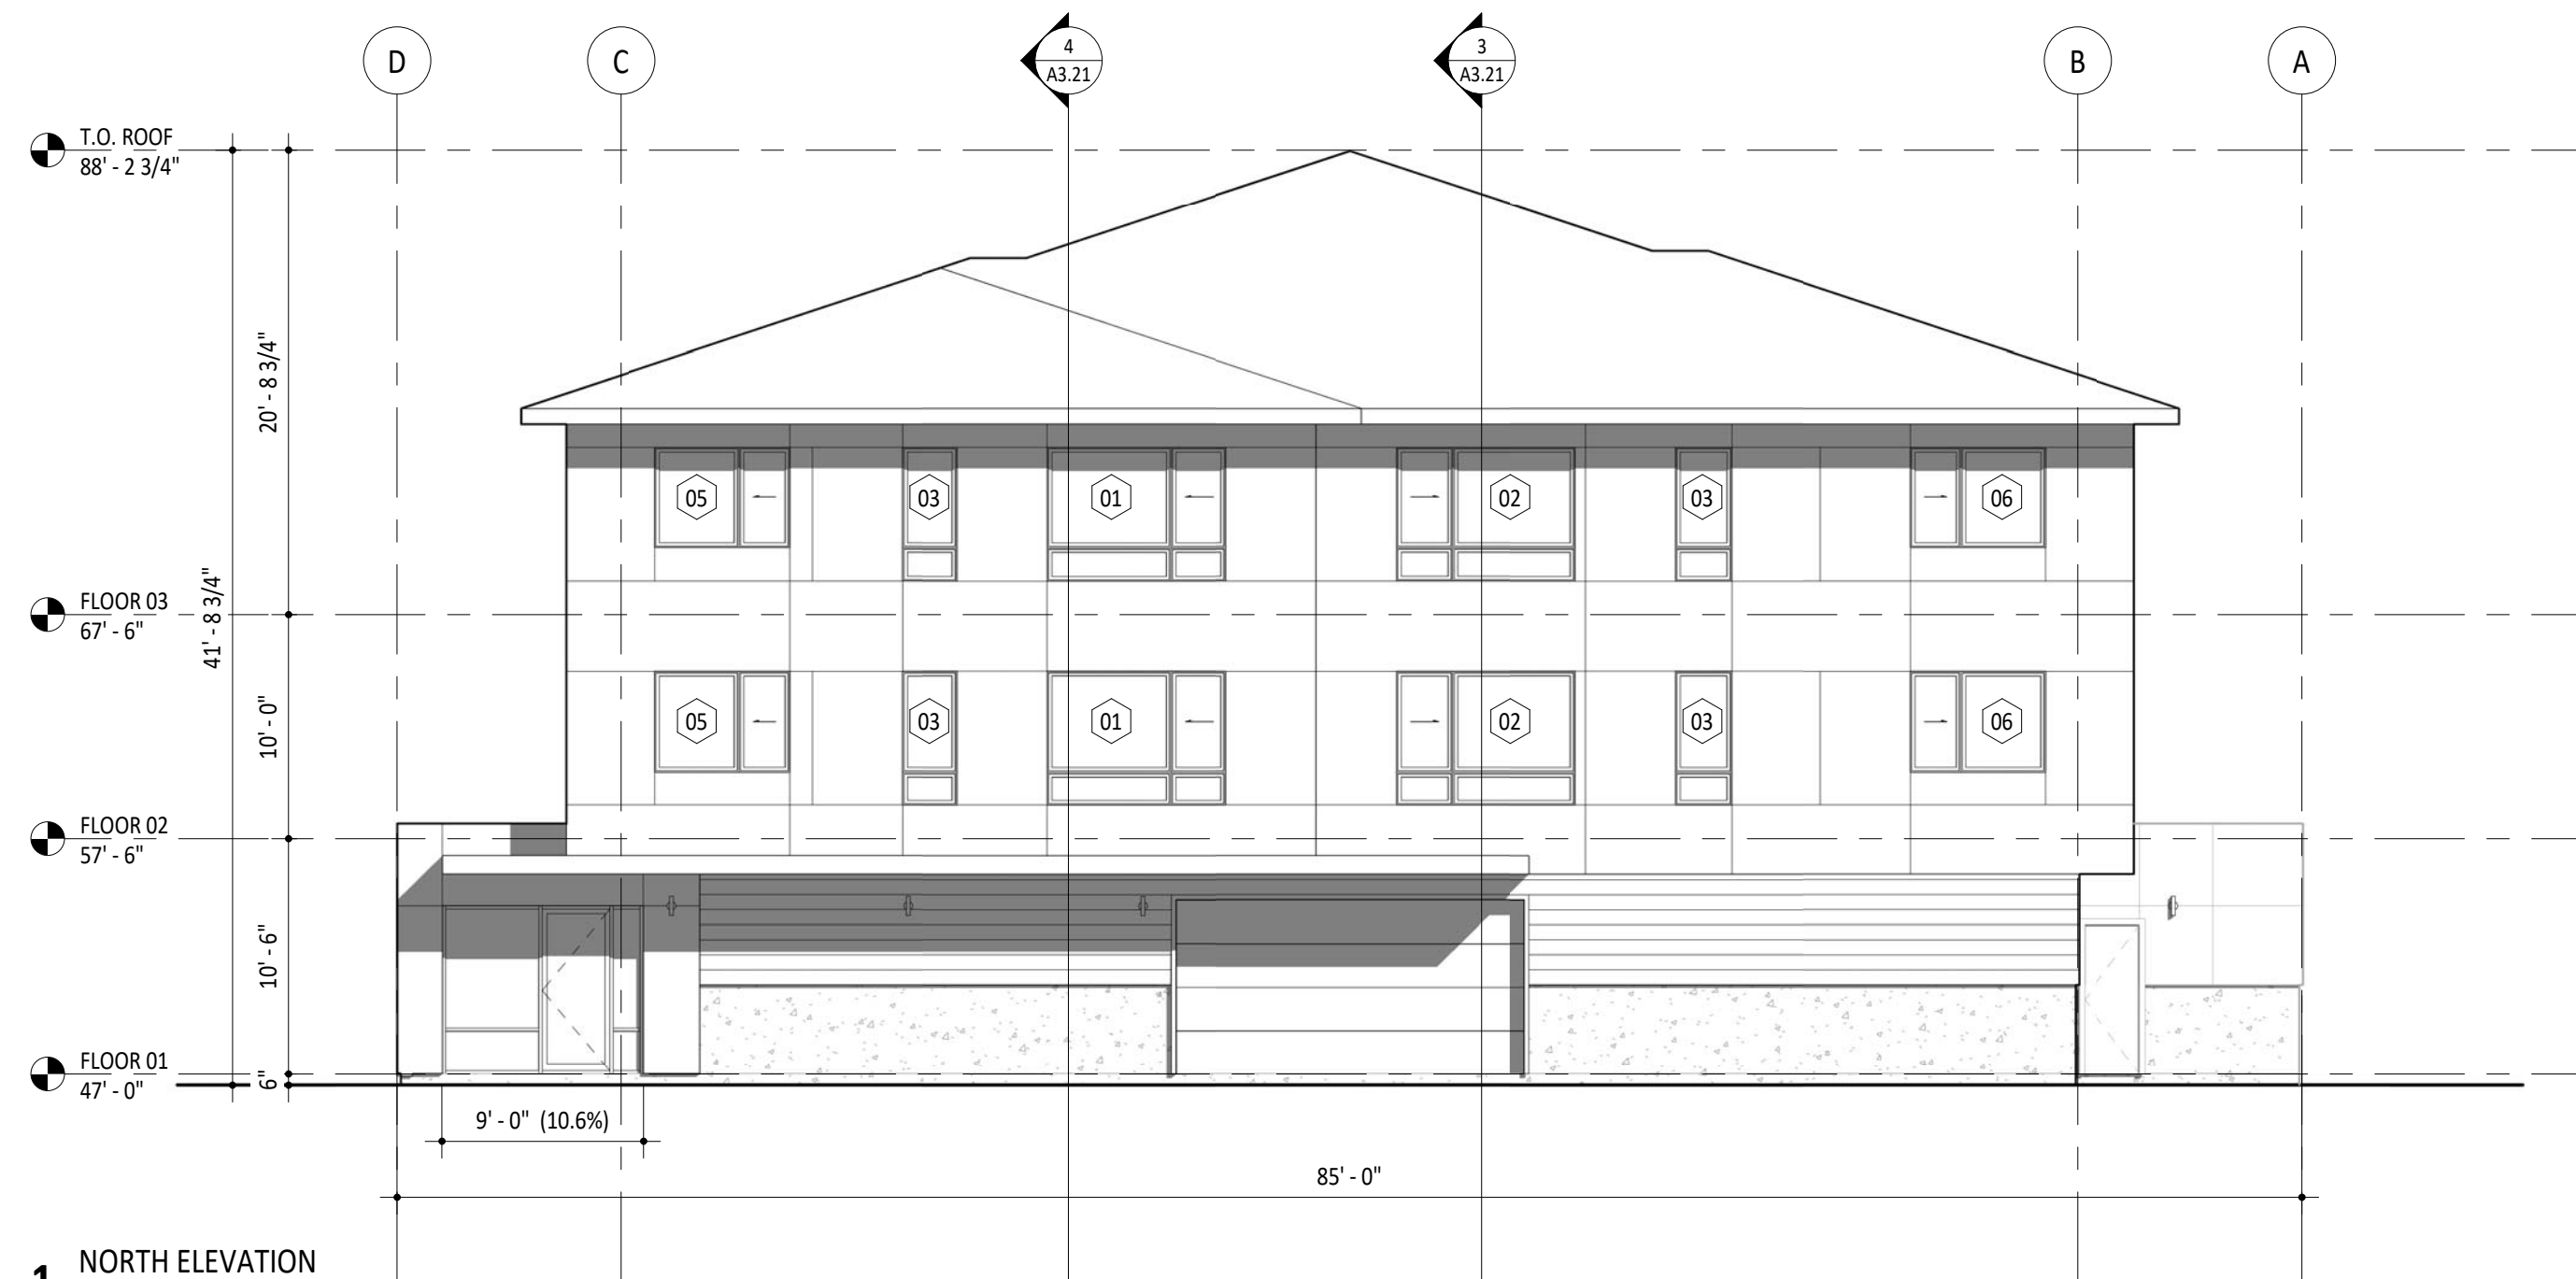 D
C
4
A3.21
3
A3.21
B
A
T.O. ROOF
88' - 2 3/4"
20' - 8 3/4"
41' - 8 3/4"
05
03
01
02
03
06
FLOOR 03
67' - 6"
10' - 0"
05
03
01
02
03
06
FLOOR 02
57' - 6"
10' - 6"
FLOOR 01
47' - 0"
6"
9' - 0" (10.6%)
85' - 0"
1
NORTH ELEVATION